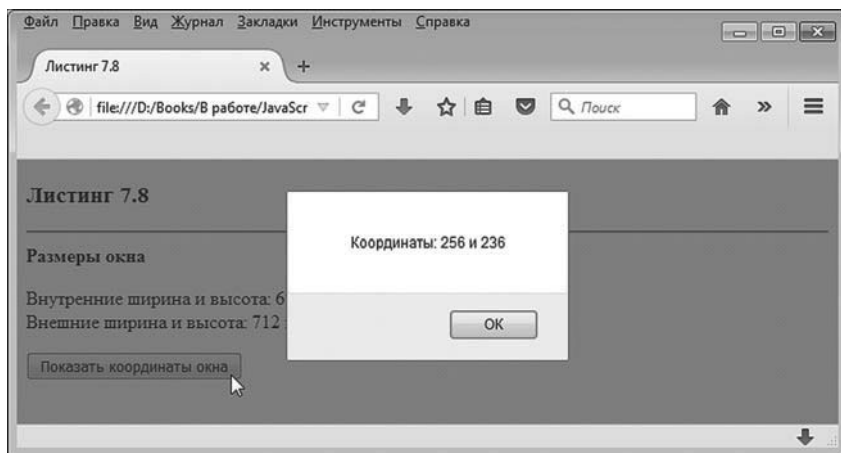 Файл Правка Вид Журнал Закладки Инструменты Справка
Листинг 7.8
file:///D:/Books/В работе/JavaScr
Поиск
Листинг 7.8
Размеры окна
Внутренние ширина и высота: 6
Внешние ширина и высота: 712
Показать координаты окна
Координаты: 256 и 236
OK